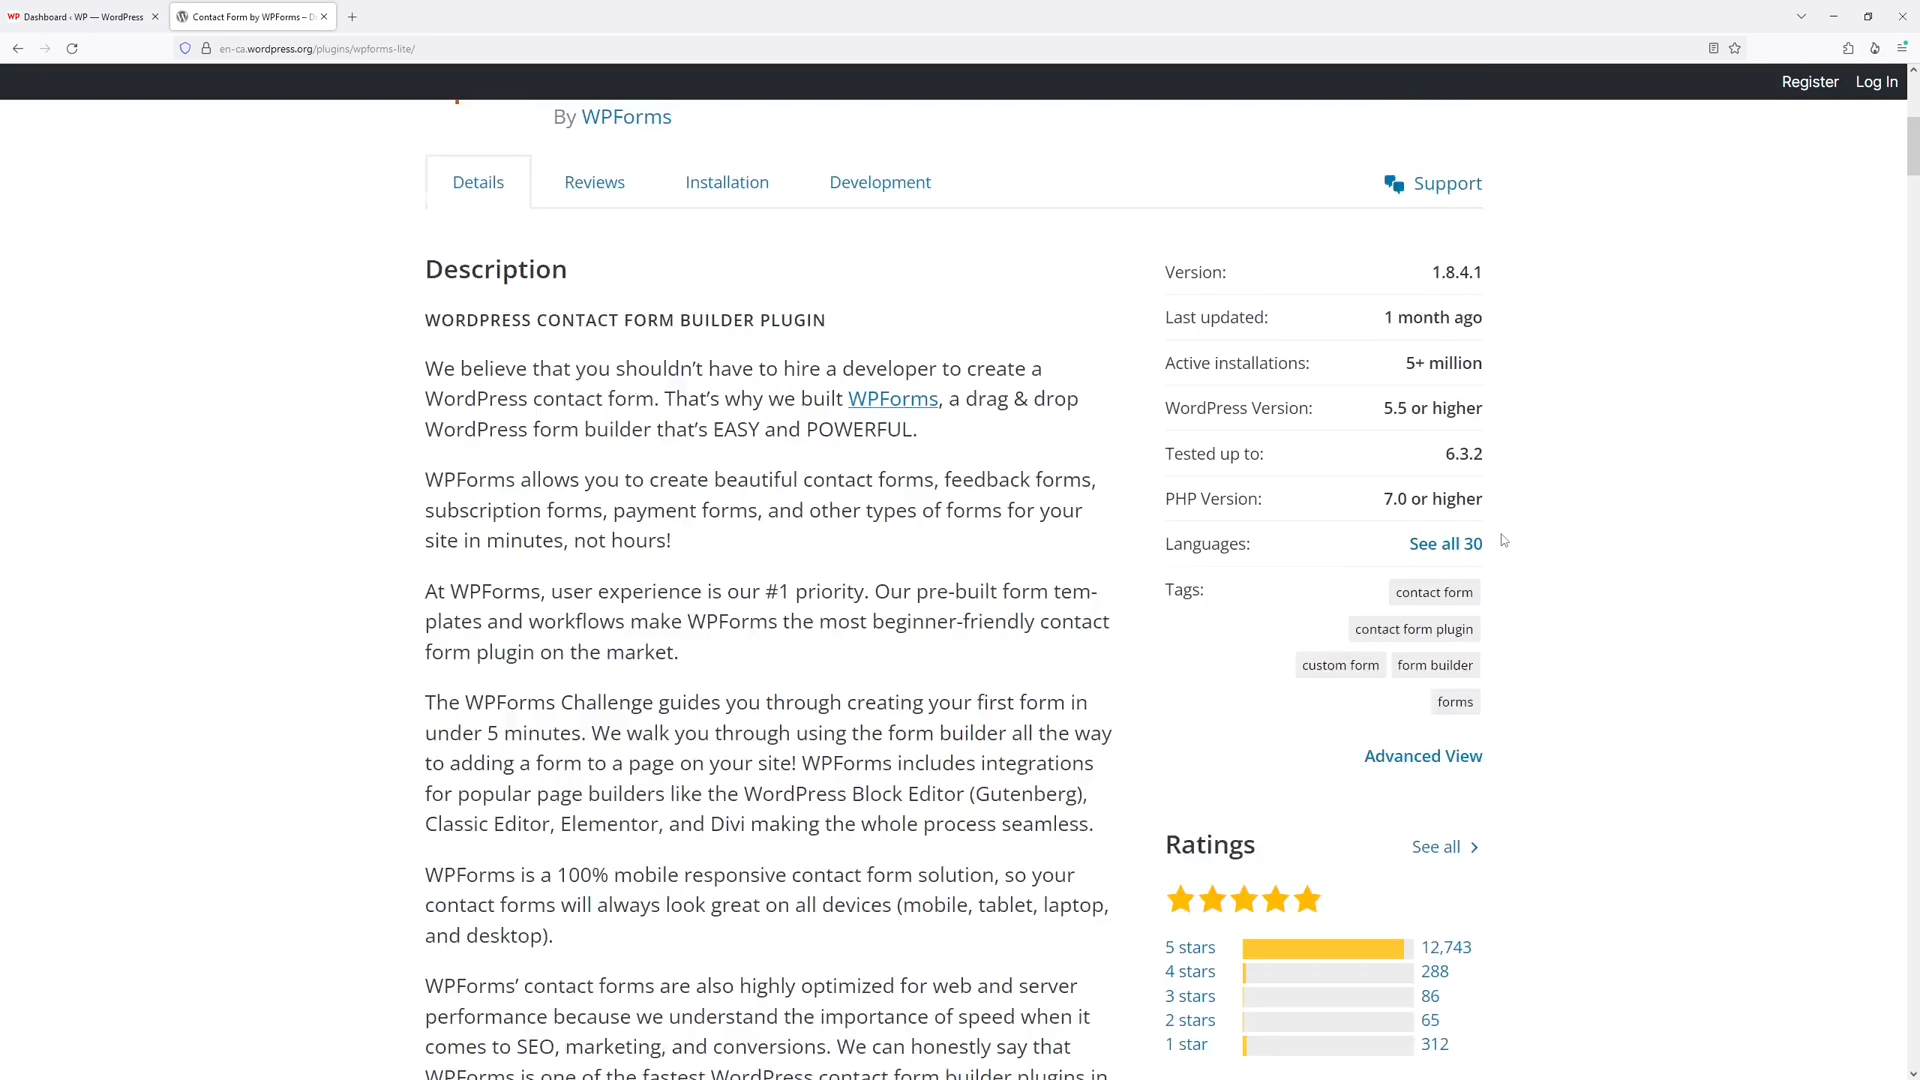 Dashboard ‹ WP — WordPress
Contact Form by WPForms – D
en-ca.wordpress.org/plugins/wpforms-lite/
Register
Log In
By WPForms
Details
Reviews
Installation
Development
Support
Description
WORDPRESS CONTACT FORM BUILDER PLUGIN
We believe that you shouldn’t have to hire a developer to create a
WordPress contact form. That’s why we built WPForms, a drag & drop
WordPress form builder that’s EASY and POWERFUL.
WPForms allows you to create beautiful contact forms, feedback forms,
subscription forms, payment forms, and other types of forms for your
site in minutes, not hours!
At WPForms, user experience is our #1 priority. Our pre-built form tem-
plates and workflows make WPForms the most beginner-friendly contact
form plugin on the market.
The WPForms Challenge guides you through creating your first form in
under 5 minutes. We walk you through using the form builder all the way
to adding a form to a page on your site! WPForms includes integrations
for popular page builders like the WordPress Block Editor (Gutenberg),
Classic Editor, Elementor, and Divi making the whole process seamless.
WPForms is a 100% mobile responsive contact form solution, so your
contact forms will always look great on all devices (mobile, tablet, laptop,
and desktop).
WPForms’ contact forms are also highly optimized for web and server
performance because we understand the importance of speed when it
comes to SEO, marketing, and conversions. We can honestly say that
WPForms is one of the fastest WordPress contact form builder plugins in
Version: 1.8.4.1
Last updated: 1 month ago
Active installations: 5+ million
WordPress Version: 5.5 or higher
Tested up to: 6.3.2
PHP Version: 7.0 or higher
Languages: See all 30
Tags: contact form
contact form plugin
custom form form builder
forms
Advanced View
Ratings See all
5 stars 12,743
4 stars 288
3 stars 86
2 stars 65
1 star 312